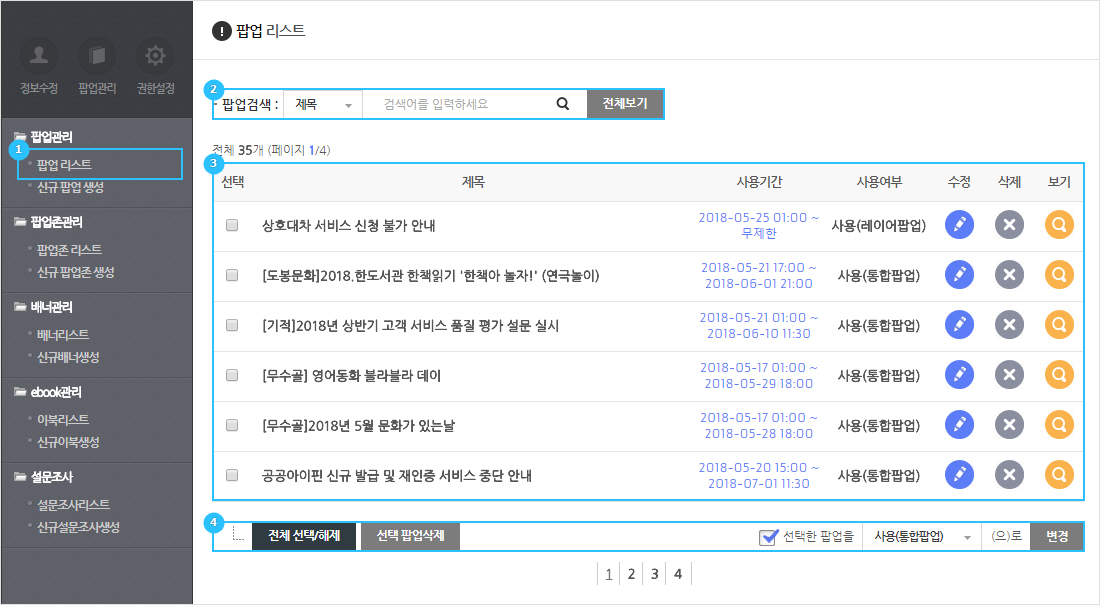 정보수정 팝업관리 권한설정
팝업관리
1
팝업 리스트
신규 팝업 생성
팝업존관리
팝업존 리스트
신규 팝업존 생성
배너관리
배너리스트
신규배너생성
ebook관리
이북리스트
신규이북생성
설문조사
설문조사리스트
신규설문조사생성
! 팝업 리스트
2
팝업검색 : 제목 검색어를 입력하세요 전체보기
전체 35개 (페이지 1/4)
3
선택 제목 사용기간 사용여부 수정 삭제 보기
상호대차 서비스 신청 불가 안내 2018-05-25 01:00 ~ 사용(레이어팝업)
무제한
[도봉문화]2018.한도서관 한책읽기 '한책아 놀자!' (연극놀이) 2018-05-21 17:00 ~ 사용(통합팝업)
2018-06-01 21:00
[기적]2018년 상반기 고객 서비스 품질 평가 설문 실시 2018-05-21 01:00 ~ 사용(통합팝업)
2018-06-10 11:30
[무수골] 영어동화 블라블라 데이 2018-05-17 01:00 ~ 사용(통합팝업)
2018-05-29 18:00
[무수골]2018년 5월 문화가 있는날 2018-05-17 01:00 ~ 사용(통합팝업)
2018-05-28 18:00
공공아이핀 신규 발급 및 재인증 서비스 중단 안내 2018-05-20 15:00 ~ 사용(통합팝업)
2018-07-01 11:30
4
전체 선택/해제 선택 팝업삭제 선택한 팝업을 사용(통합팝업) (으)로 변경
1 2 3 4